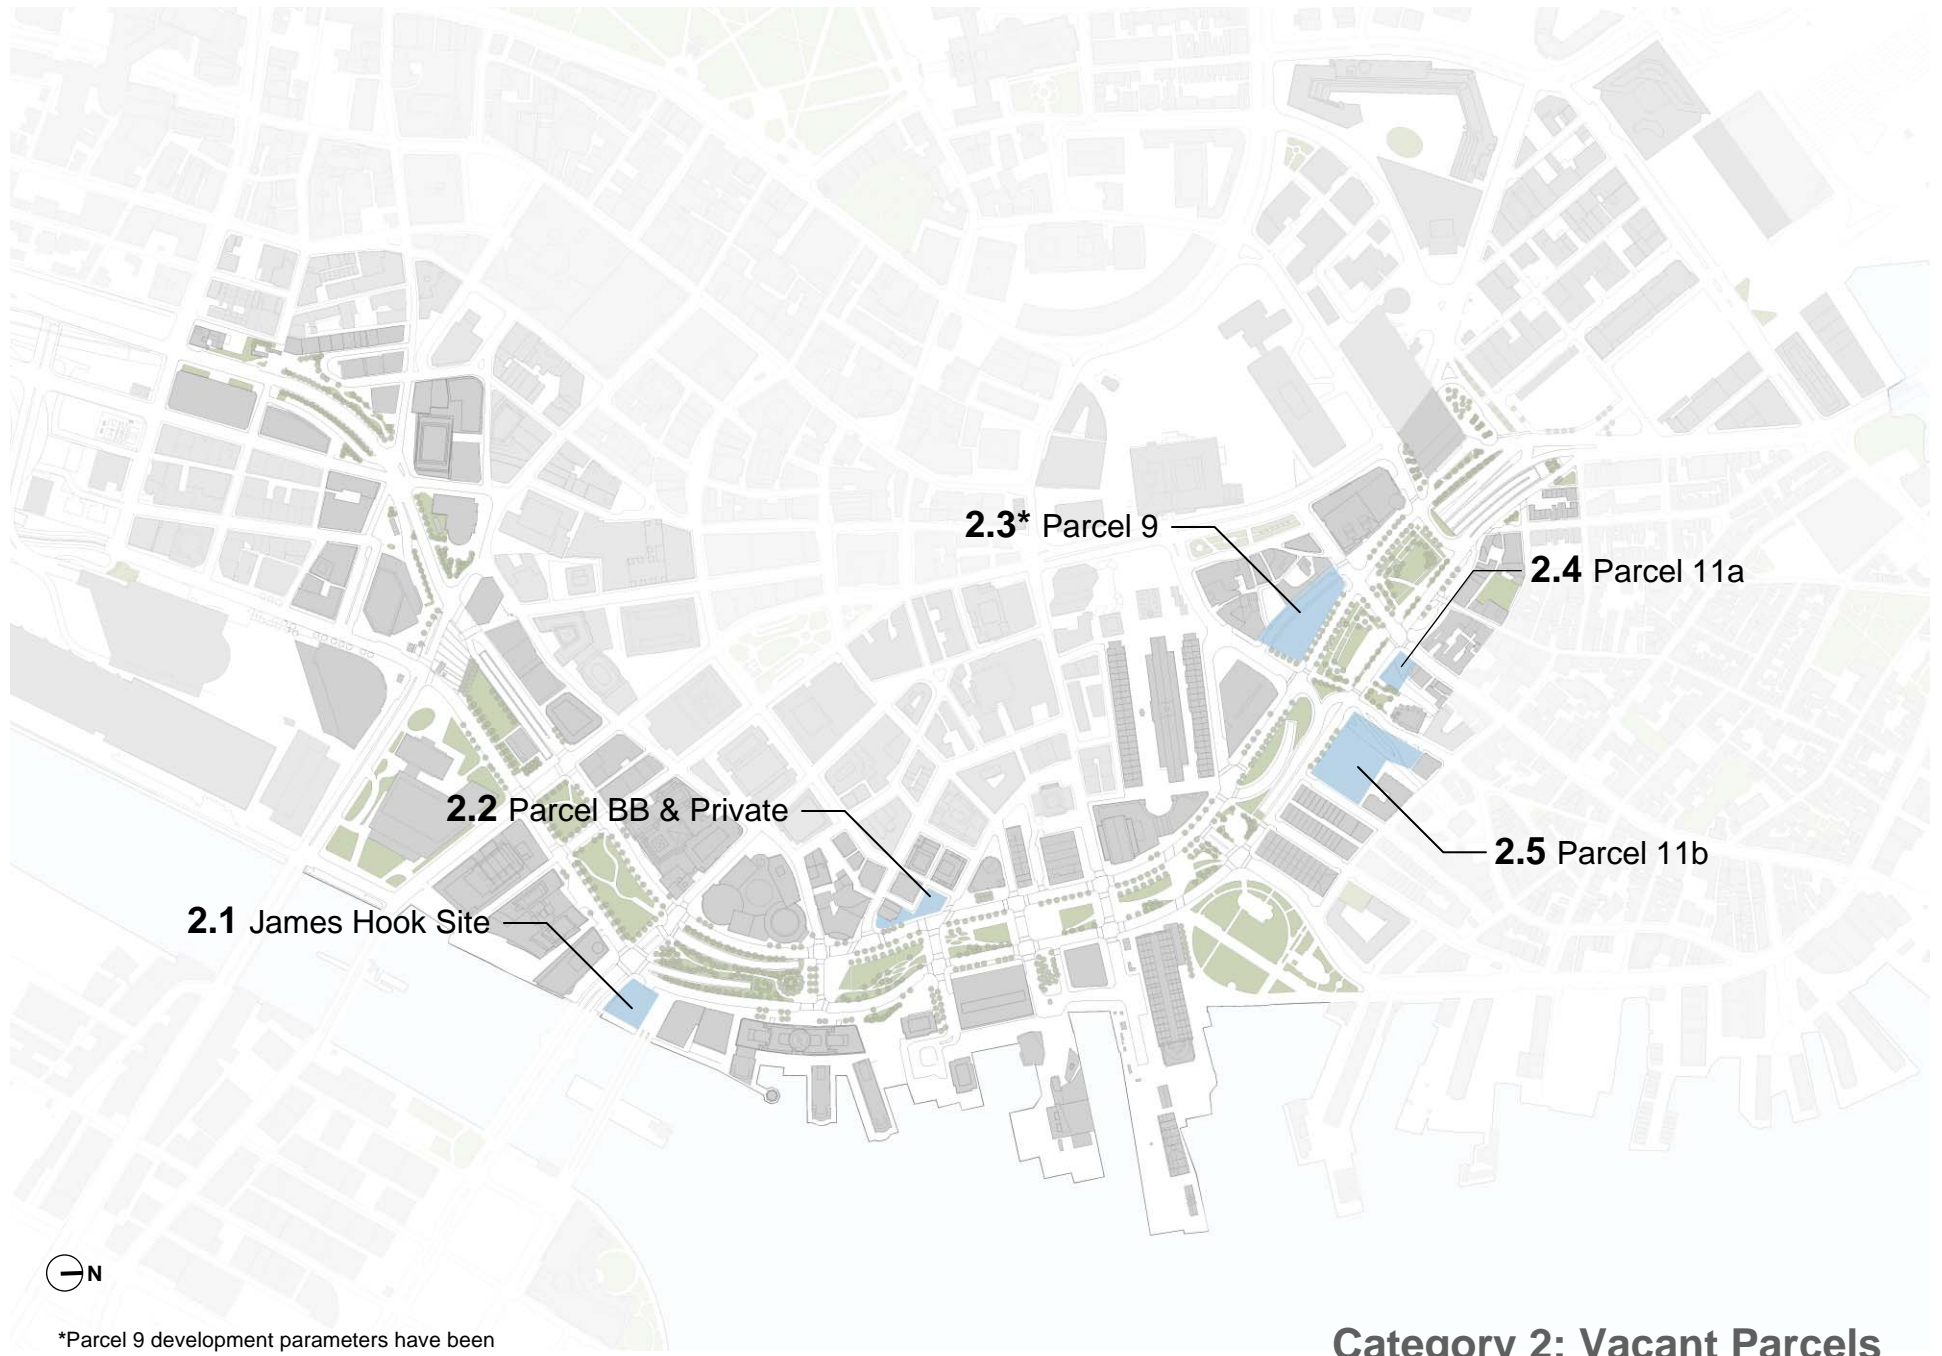 2.3* Parcel 9
2.4 Parcel 11a
2.2 Parcel BB & Private
2.5 Parcel 11b
2.1 James Hook Site
N
*Parcel 9 development parameters have been
Category 2: Vacant Parcels